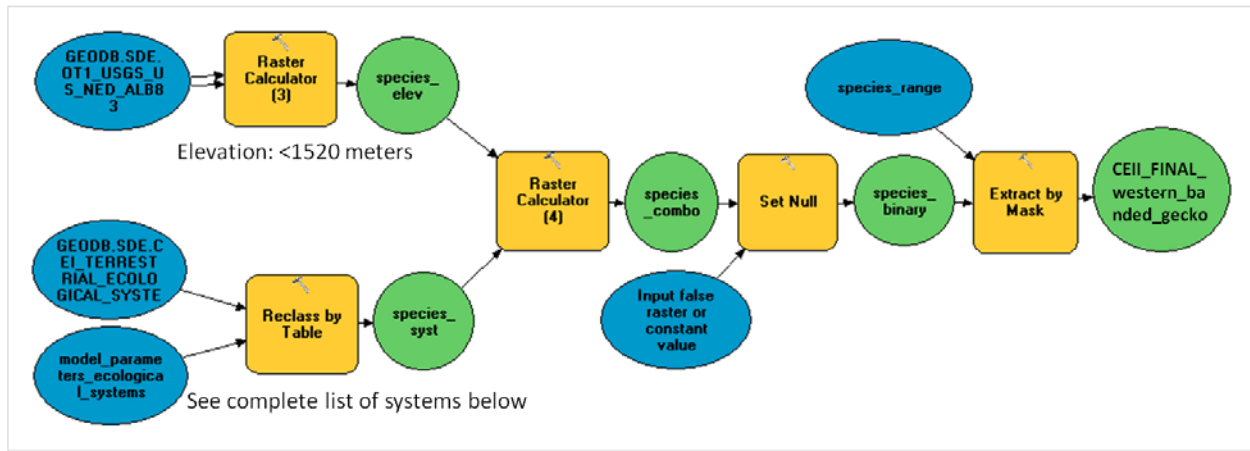 GEODB.SDE.
OT1_USGS_U
S_NED_ALB8
3
Raster
Calculator
(3)
species_
elev
Elevation: <1520 meters
species_range
Raster
Calculator
(4)
species
_combo
Set Null
species_
binary
Extract by
Mask
CEII_FINAL_
western_ba
nded_gecko
GEODB.SDE.C
EI_TERREST
RIAL_ECOLO
GICAL_SYSTE
Reclass by
Table
species_
syst
Input false
raster or
constant
value
model_parame
ters_ecologica
l_systems
See complete list of systems below